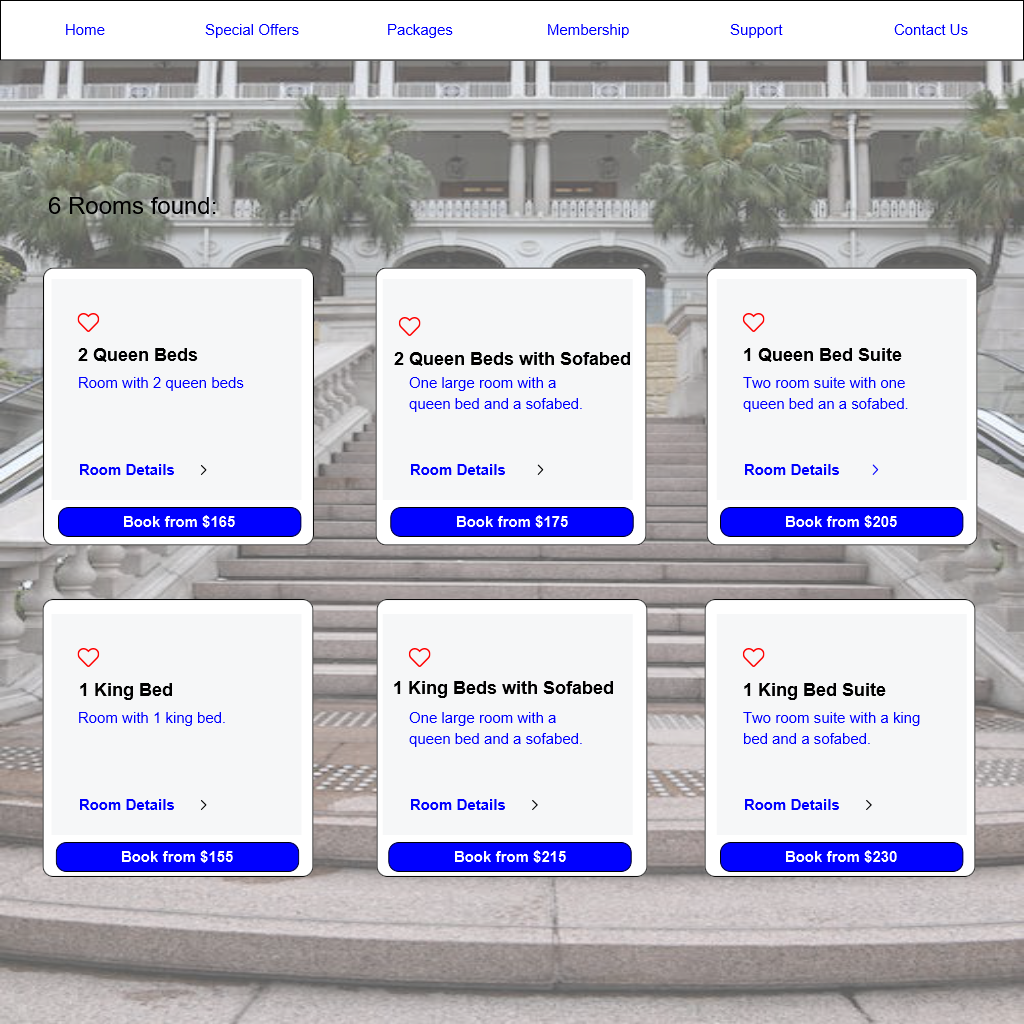 Home Special Offers Packages Membership Support Contact Us
6 Rooms found:
2 Queen Beds
Room with 2 queen beds
Room Details
Book from $165
2 Queen Beds with Sofabed
One large room with a
queen bed and a sofabed.
Room Details
Book from $175
1 Queen Bed Suite
Two room suite with one
queen bed an a sofabed.
Room Details
Book from $205
1 King Bed
Room with 1 king bed.
Room Details
Book from $155
1 King Beds with Sofabed
One large room with a
queen bed and a sofabed.
Room Details
Book from $215
1 King Bed Suite
Two room suite with a king
bed and a sofabed.
Room Details
Book from $230